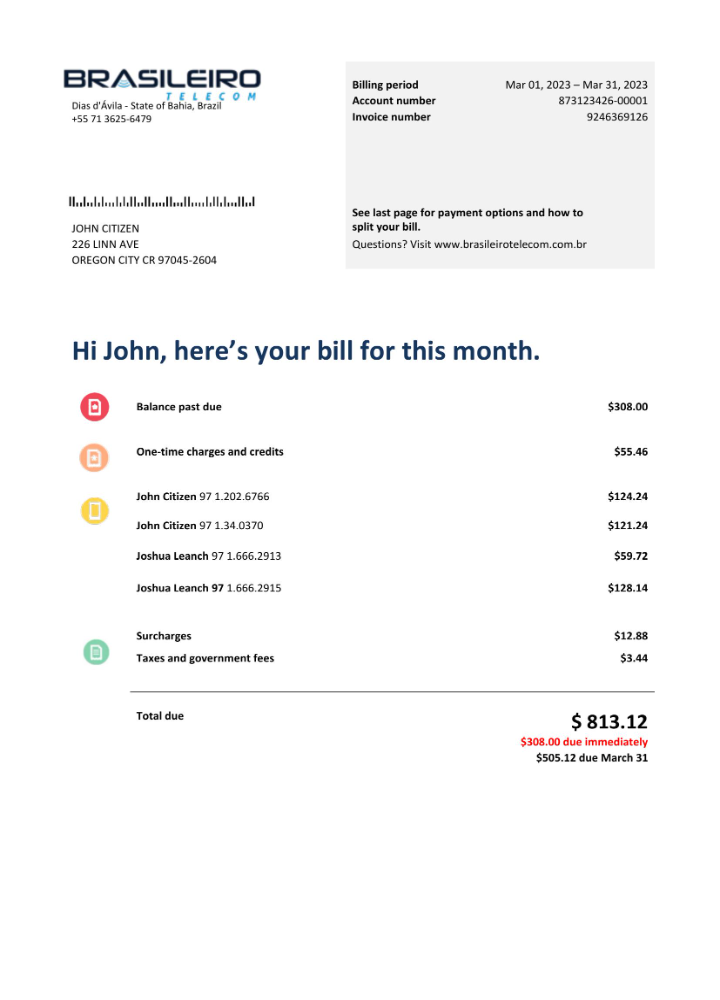 BRASILEIRO
TELECOM
Dias d'Ávila - State of Bahia, Brazil
+55 71 3625-6479
Billing period Mar 01, 2023 – Mar 31, 2023
Account number 873123426-00001
Invoice number 9246369126
See last page for payment options and how to
split your bill.
Questions? Visit www.brasileirotelecom.com.br
JOHN CITIZEN
226 LINN AVE
OREGON CITY CR 97045-2604
Hi John, here's your bill for this month.
Balance past due $308.00
One-time charges and credits $55.46
John Citizen 97 1.202.6766 $124.24
John Citizen 97 1.34.0370 $121.24
Joshua Leanch 97 1.666.2913 $59.72
Joshua Leanch 97 1.666.2915 $128.14
Surcharges $12.88
Taxes and government fees $3.44
Total due $ 813.12
$308.00 due immediately
$505.12 due March 31